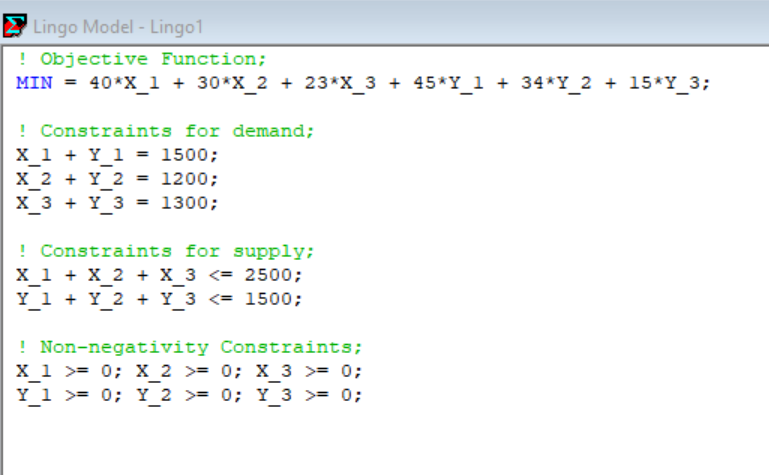 Lingo Model - Lingo1
! Objective Function;
MIN = 40*X_1 + 30*X_2 + 23*X_3 + 45*Y_1 + 34*Y_2 + 15*Y_3;
! Constraints for demand;
X_1 + Y_1 = 1500;
X_2 + Y_2 = 1200;
X_3 + Y_3 = 1300;
! Constraints for supply;
X_1 + X_2 + X_3 <= 2500;
Y_1 + Y_2 + Y_3 <= 1500;
! Non-negativity Constraints;
X_1 >= 0; X_2 >= 0; X_3 >= 0;
Y_1 >= 0; Y_2 >= 0; Y_3 >= 0;